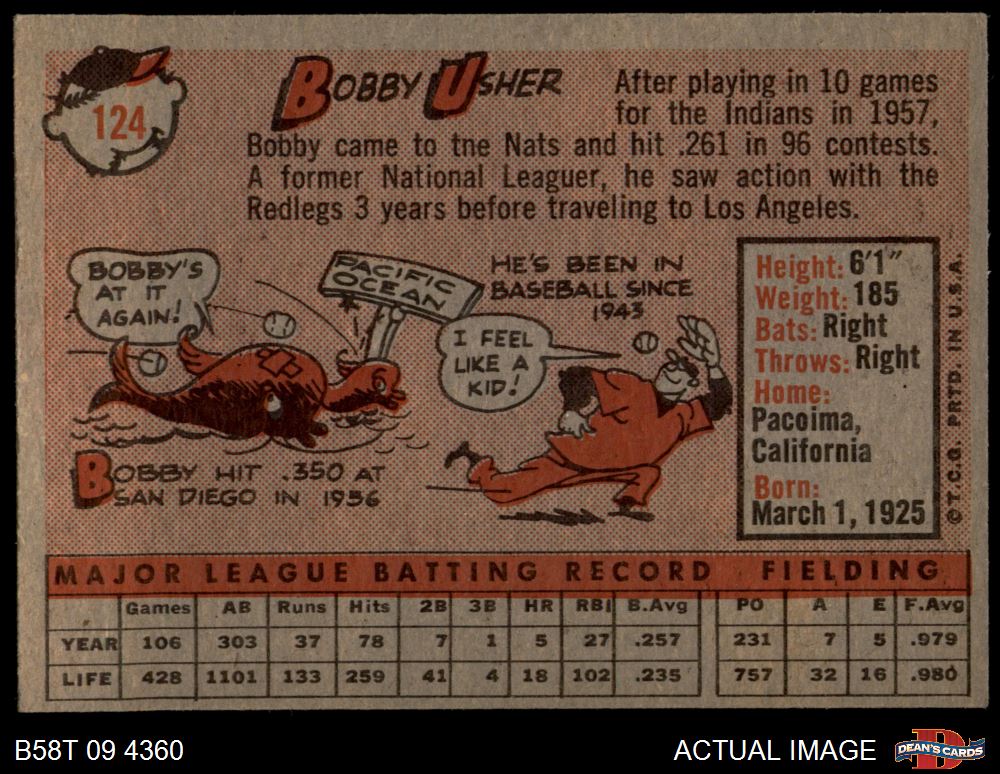 124
BOBBY USHER
After playing in 10 games
for the Indians in 1957,
Bobby came to tne Nats and hit .261 in 96 contests.
A former National Leaguer, he saw action with the
Redlegs 3 years before traveling to Los Angeles.
BOBBY'S
AT IT
AGAIN!
PACIFIC
OCEAN
BOBBY HIT .350 AT
SAN DIEGO IN 1956
HE'S BEEN IN
BASEBALL SINCE
1943
I FEEL
LIKE A
KID!
Height: 6'1"
Weight: 185
Bats: Right
Throws: Right
Home:
Pacoima,
California
Born:
March 1, 1925
© T.C.G. PRTD. IN U.S.A.
MAJOR LEAGUE BATTING RECORD FIELDING
Games AB Runs Hits 2B 3B HR RBI B.Avg PO A E F.Avg
YEAR 106 303 37 78 7 1 5 27 .257 231 7 5 .979
LIFE 428 1101 133 259 41 4 18 102 .235 757 32 16 .980
B58T 09 4360
ACTUAL IMAGE
D
DEAN'S CARDS